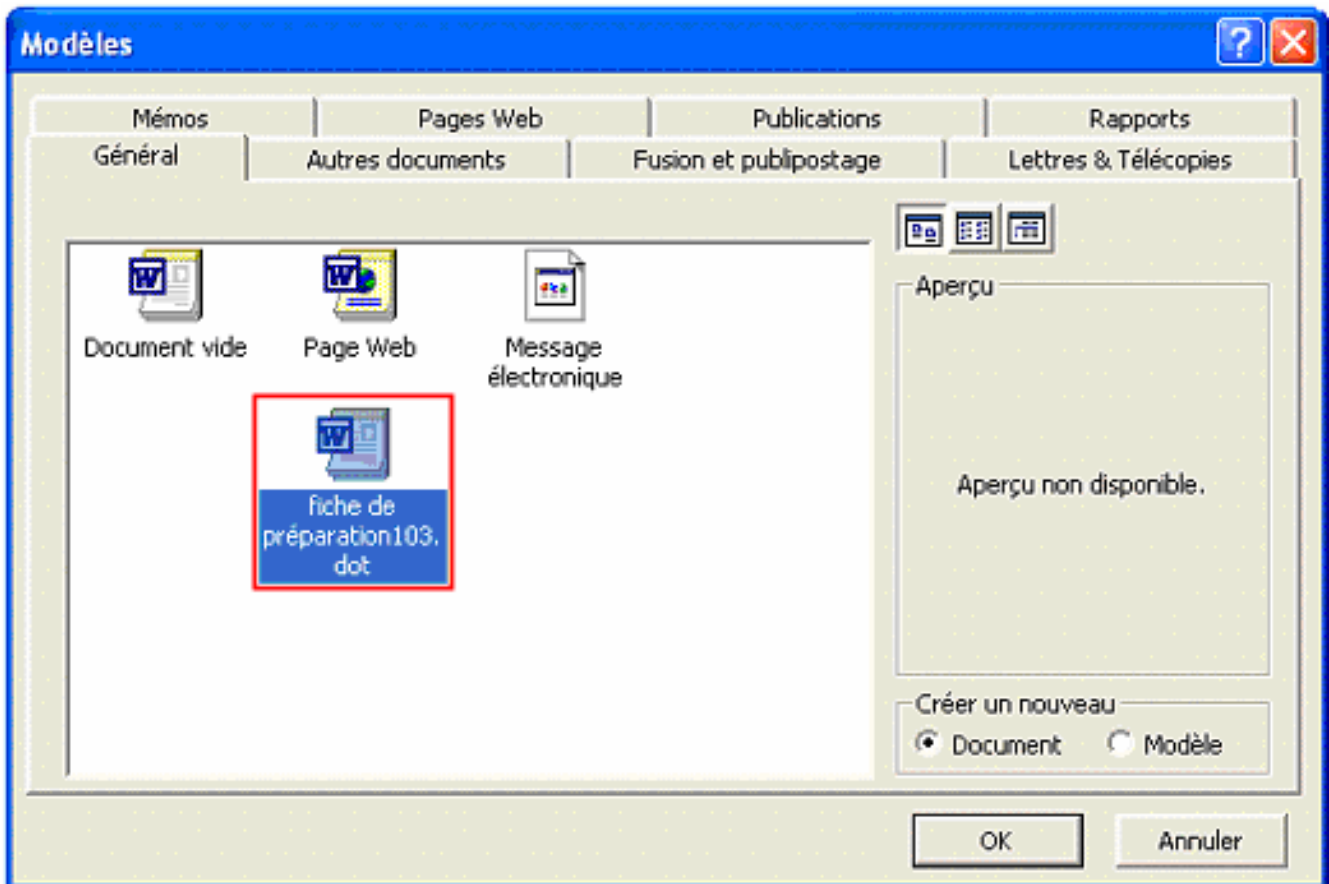 Modèles
Mémos
Pages Web
Publications
Rapports
Général
Autres documents
Fusion et publipostage
Lettres & Télécopies
Document vide
Page Web
Message
électronique
fiche de
préparation103.
dot
Aperçu
Aperçu non disponible.
Créer un nouveau
Document
Modèle
OK
Annuler